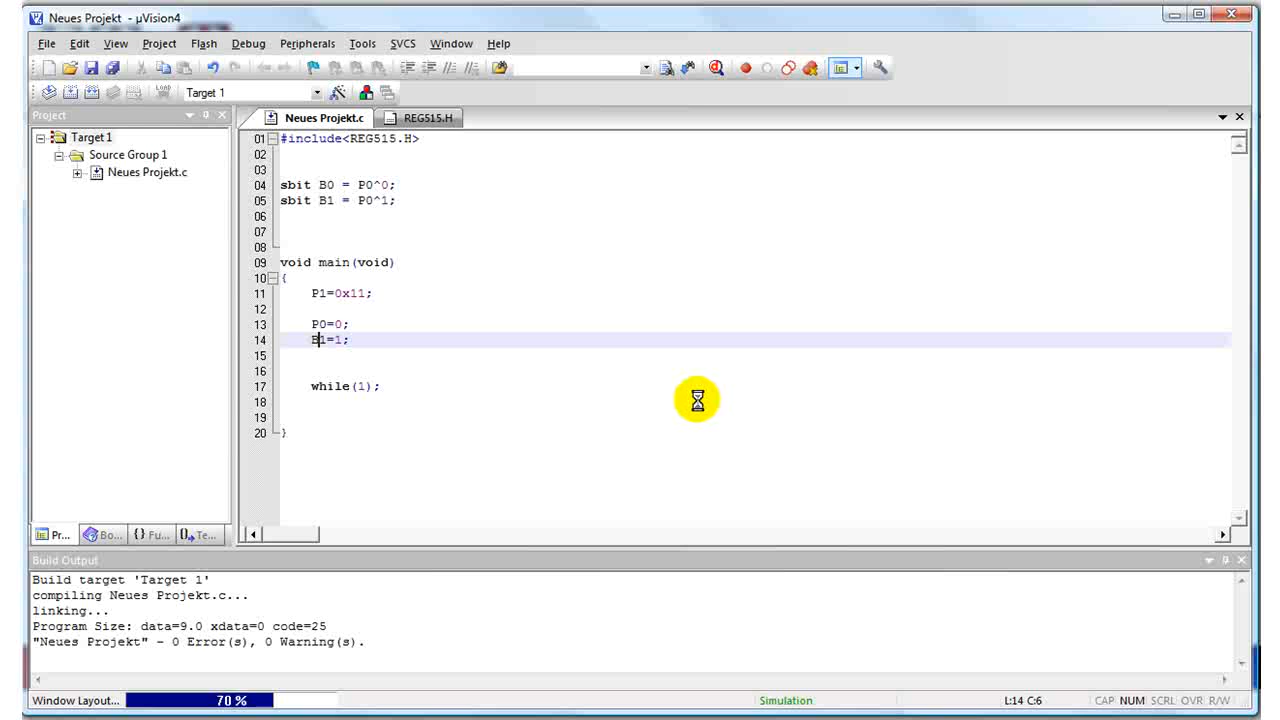 Neues Projekt - µVision4
File Edit View Project Flash Debug Peripherals Tools SVCS Window Help
LOAD Target 1
Project
Neues Projekt.c REG515.H
Target 1
Source Group 1
Neues Projekt.c
01 #include<REG515.H>
02
03
04 sbit B0 = P0^0;
05 sbit B1 = P0^1;
06
07
08
09 void main(void)
10 {
11 P1=0x11;
12
13 P0=0;
14 B1=1;
15
16
17 while(1);
18
19
20 }
Pr... Bo... {} Fu... Te...
Build Output
Build target 'Target 1'
compiling Neues Projekt.c...
linking...
Program Size: data=9.0 xdata=0 code=25
"Neues Projekt" - 0 Error(s), 0 Warning(s).
Window Layout... 70 % Simulation L:14 C:6 CAP NUM SCRL OVR R/W